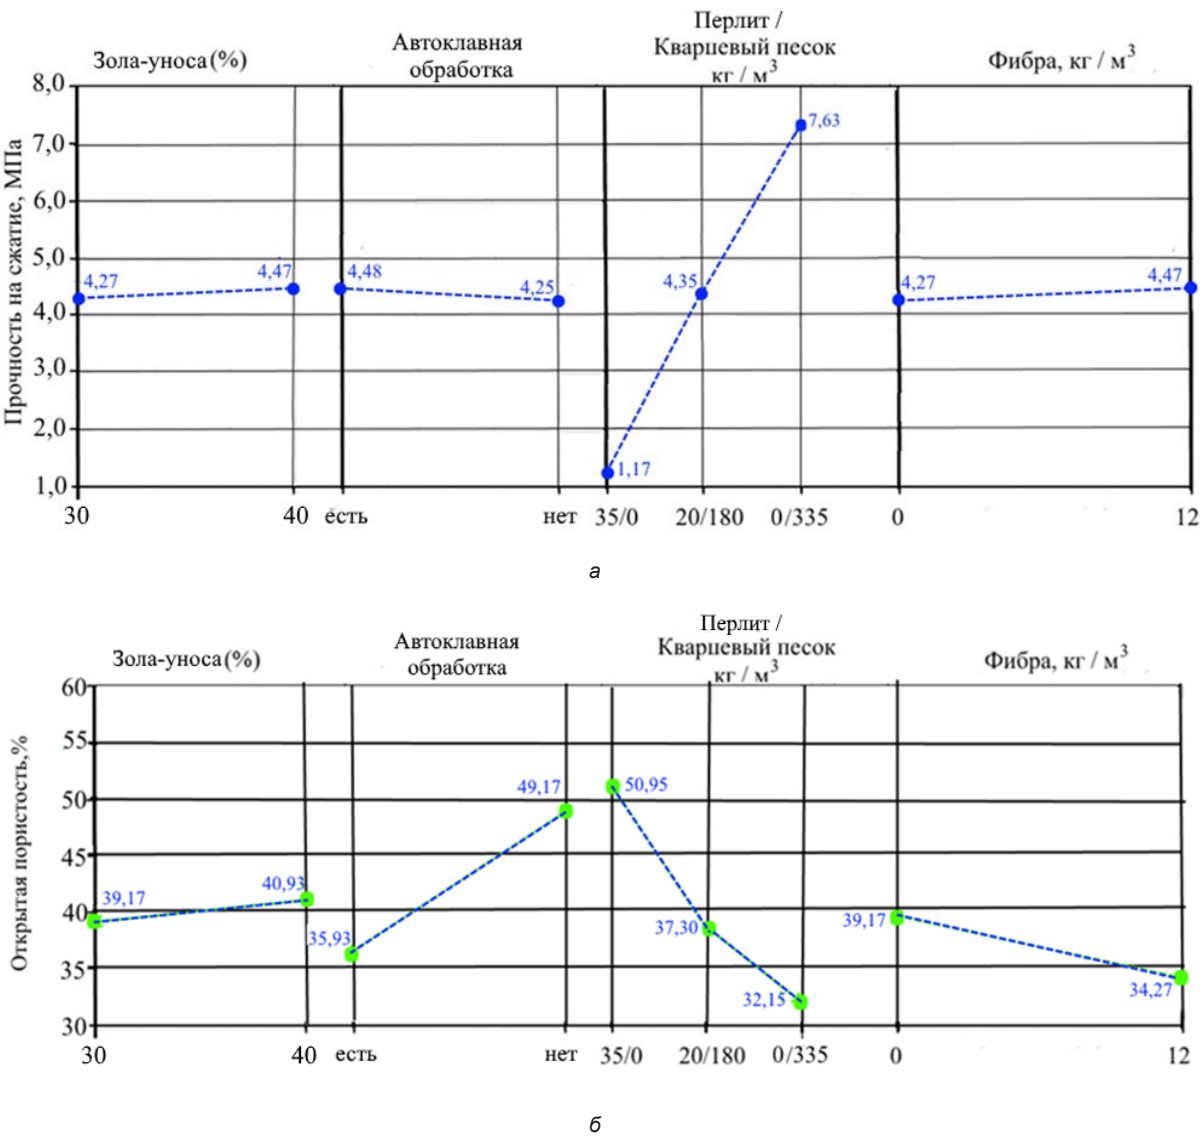 Зола-уноса (%)
Автоклавная
обработка
Перлит /
Кварцевый песок
кг / м³
Фибра, кг / м³
Прочность на сжатие, МПа
8,0
7,0
6,0
5,0
4,0
3,0
2,0
1,0
4,27
4,47
4,48
4,25
1,17
4,35
7,63
4,27
4,47
30
40
есть
нет
35/0
20/180
0/335
0
12
а
Зола-уноса (%)
Автоклавная
обработка
Перлит /
Кварцевый песок
кг / м³
Фибра, кг / м³
Открытая пористость,%
60
55
50
45
40
35
30
39,17
40,93
35,93
49,17
50,95
37,30
32,15
39,17
34,27
30
40
есть
нет
35/0
20/180
0/335
0
12
б